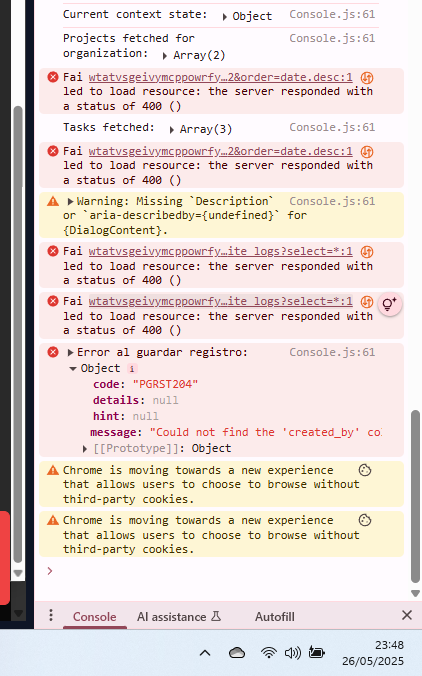 Current context state: ▶ Object Console.js:61
Projects fetched for Console.js:61
organization: ▶ Array(2)
Fai wtatvsgeivymcppowrfy…2&order=date.desc:1
led to load resource: the server responded with
a status of 400 ()
Tasks fetched: ▶ Array(3) Console.js:61
Fai wtatvsgeivymcppowrfy…2&order=date.desc:1
led to load resource: the server responded with
a status of 400 ()
▶ Warning: Missing `Description` Console.js:61
or `aria-describedby={undefined}` for
{DialogContent}.
Fai wtatvsgeivymcppowrfy…ite_logs?select=*:1
led to load resource: the server responded with
a status of 400 ()
Fai wtatvsgeivymcppowrfy…ite_logs?select=*:1
led to load resource: the server responded with
a status of 400 ()
▶ Error al guardar registro: Console.js:61
▼ Object i
code: "PGRST204"
details: null
hint: null
message: "Could not find the 'created_by' co
▶ [[Prototype]]: Object
Chrome is moving towards a new experience
that allows users to choose to browse without
third-party cookies.
Chrome is moving towards a new experience
that allows users to choose to browse without
third-party cookies.
>
Console AI assistance Autofill
23:48
26/05/2025